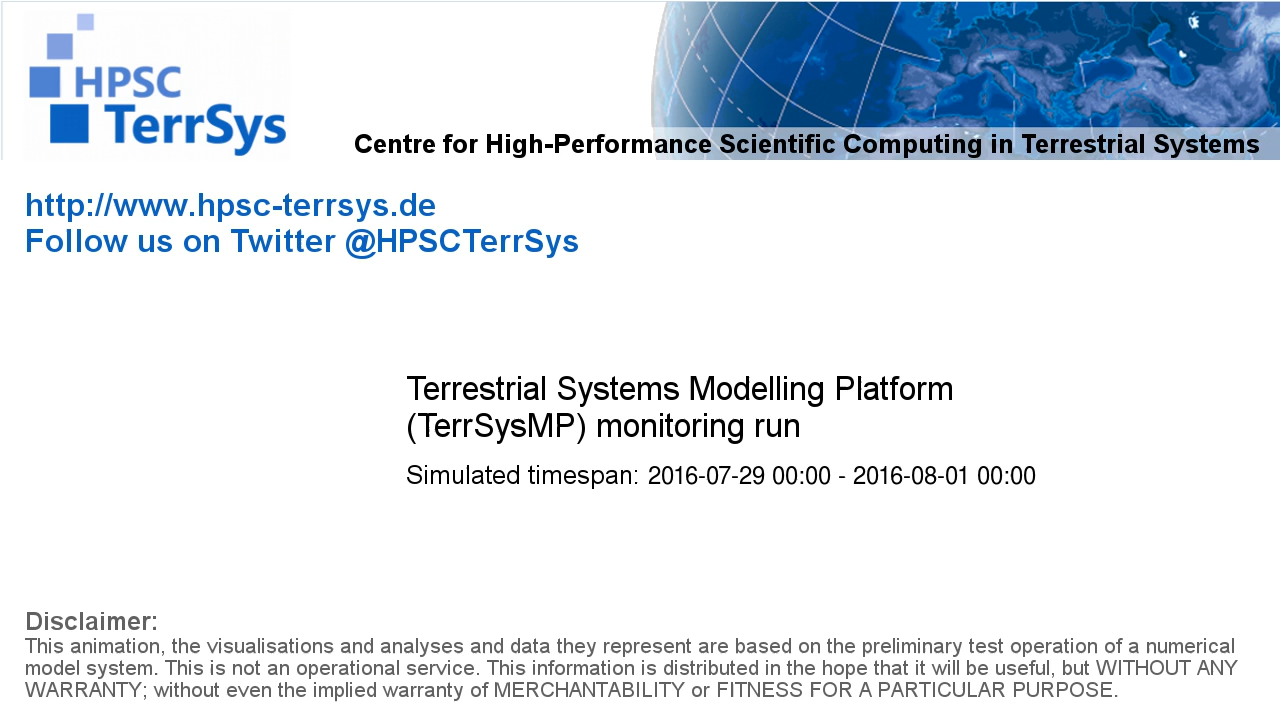 HPSC
TerrSys
Centre for High-Performance Scientific Computing in Terrestrial Systems
http://www.hpsc-terrsys.de
Follow us on Twitter @HPSCTerrSys
Terrestrial Systems Modelling Platform
(TerrSysMP) monitoring run
Simulated timespan: 2016-07-29 00:00 - 2016-08-01 00:00
Disclaimer:
This animation, the visualisations and analyses and data they represent are based on the preliminary test operation of a numerical
model system. This is not an operational service. This information is distributed in the hope that it will be useful, but WITHOUT ANY
WARRANTY; without even the implied warranty of MERCHANTABILITY or FITNESS FOR A PARTICULAR PURPOSE.